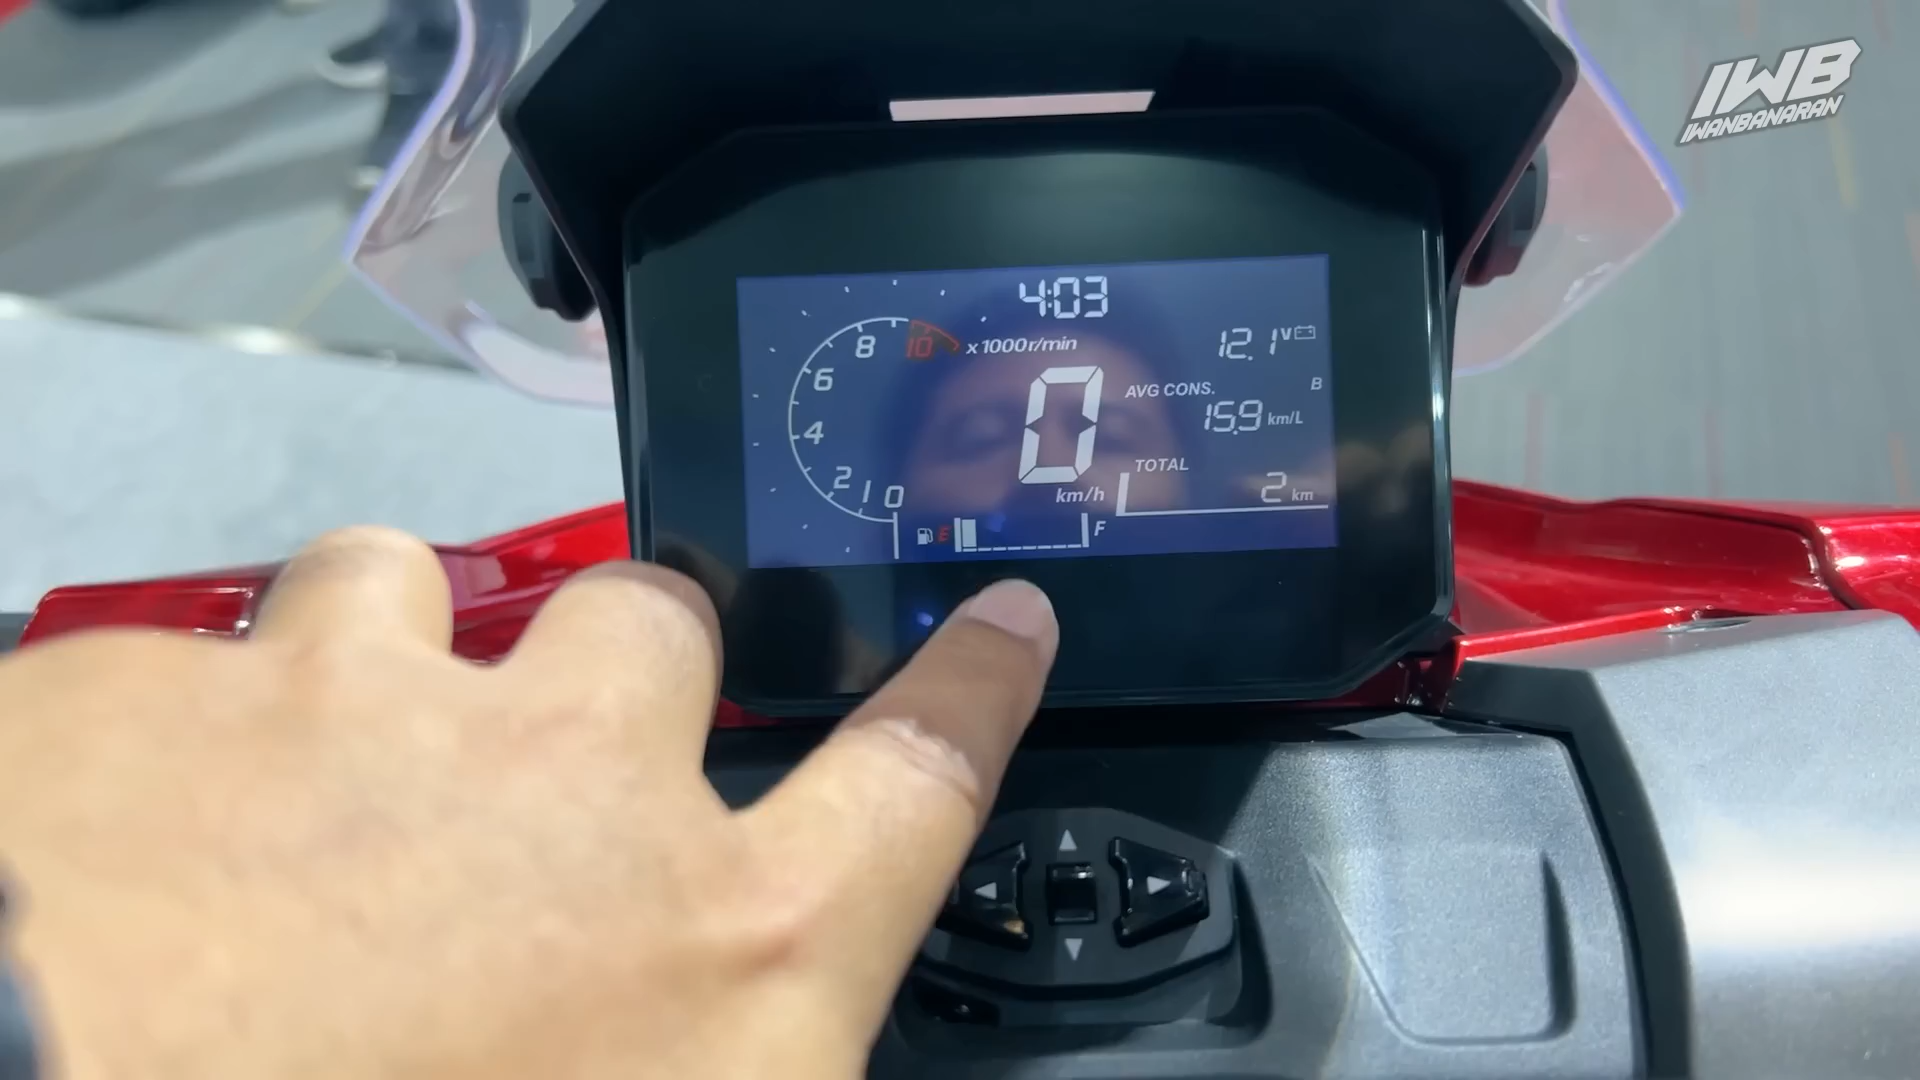 IWB
IWANBANARAN
4:03
12.1 V
8 10 x1000r/min
6
AVG CONS. B
15.9 km/L
4
0
TOTAL
2 1 0
km/h
2 km
E F